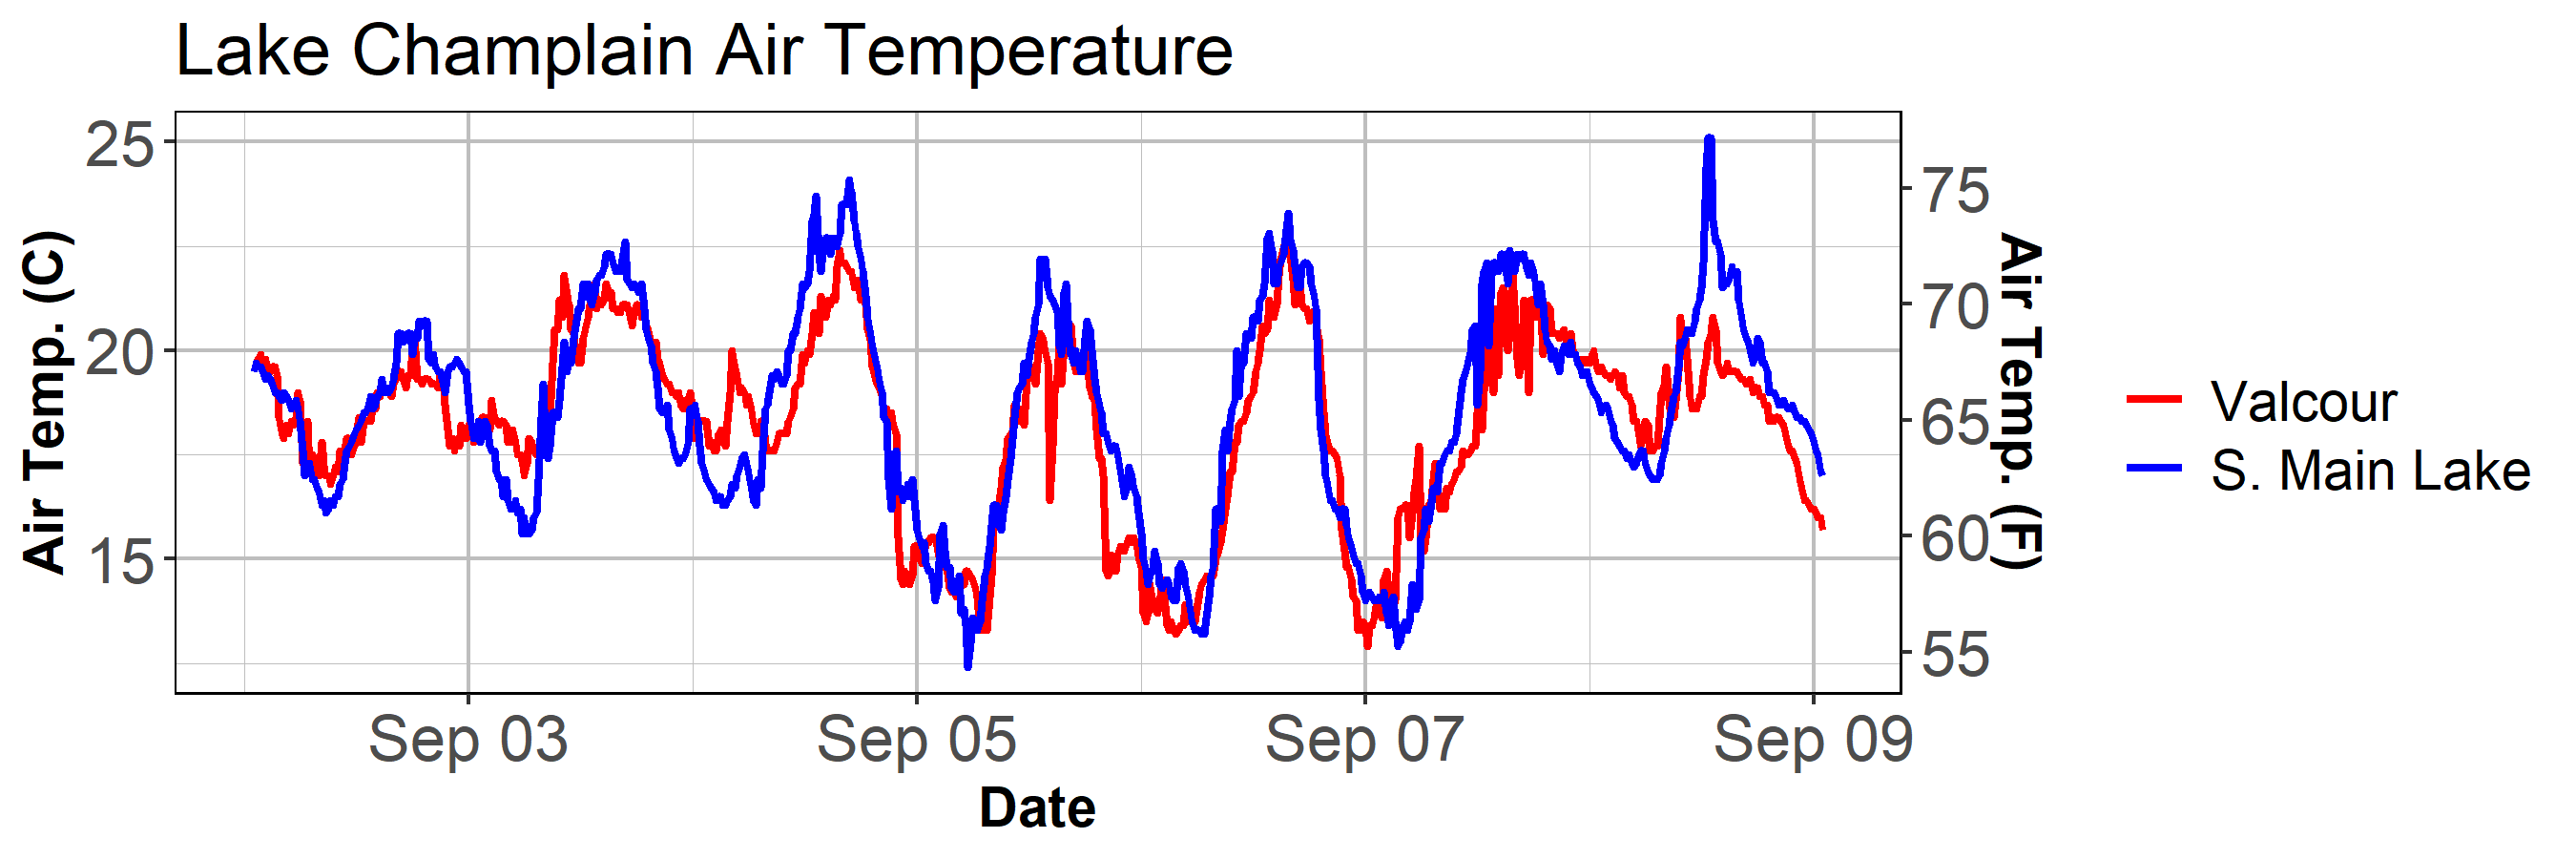 Lake Champlain Air Temperature
Air Temp. (C)
25
20
15
75
70
65
60
55
Air Temp. (F)
Sep 03
Sep 05
Sep 07
Sep 09
Date
Valcour
S. Main Lake